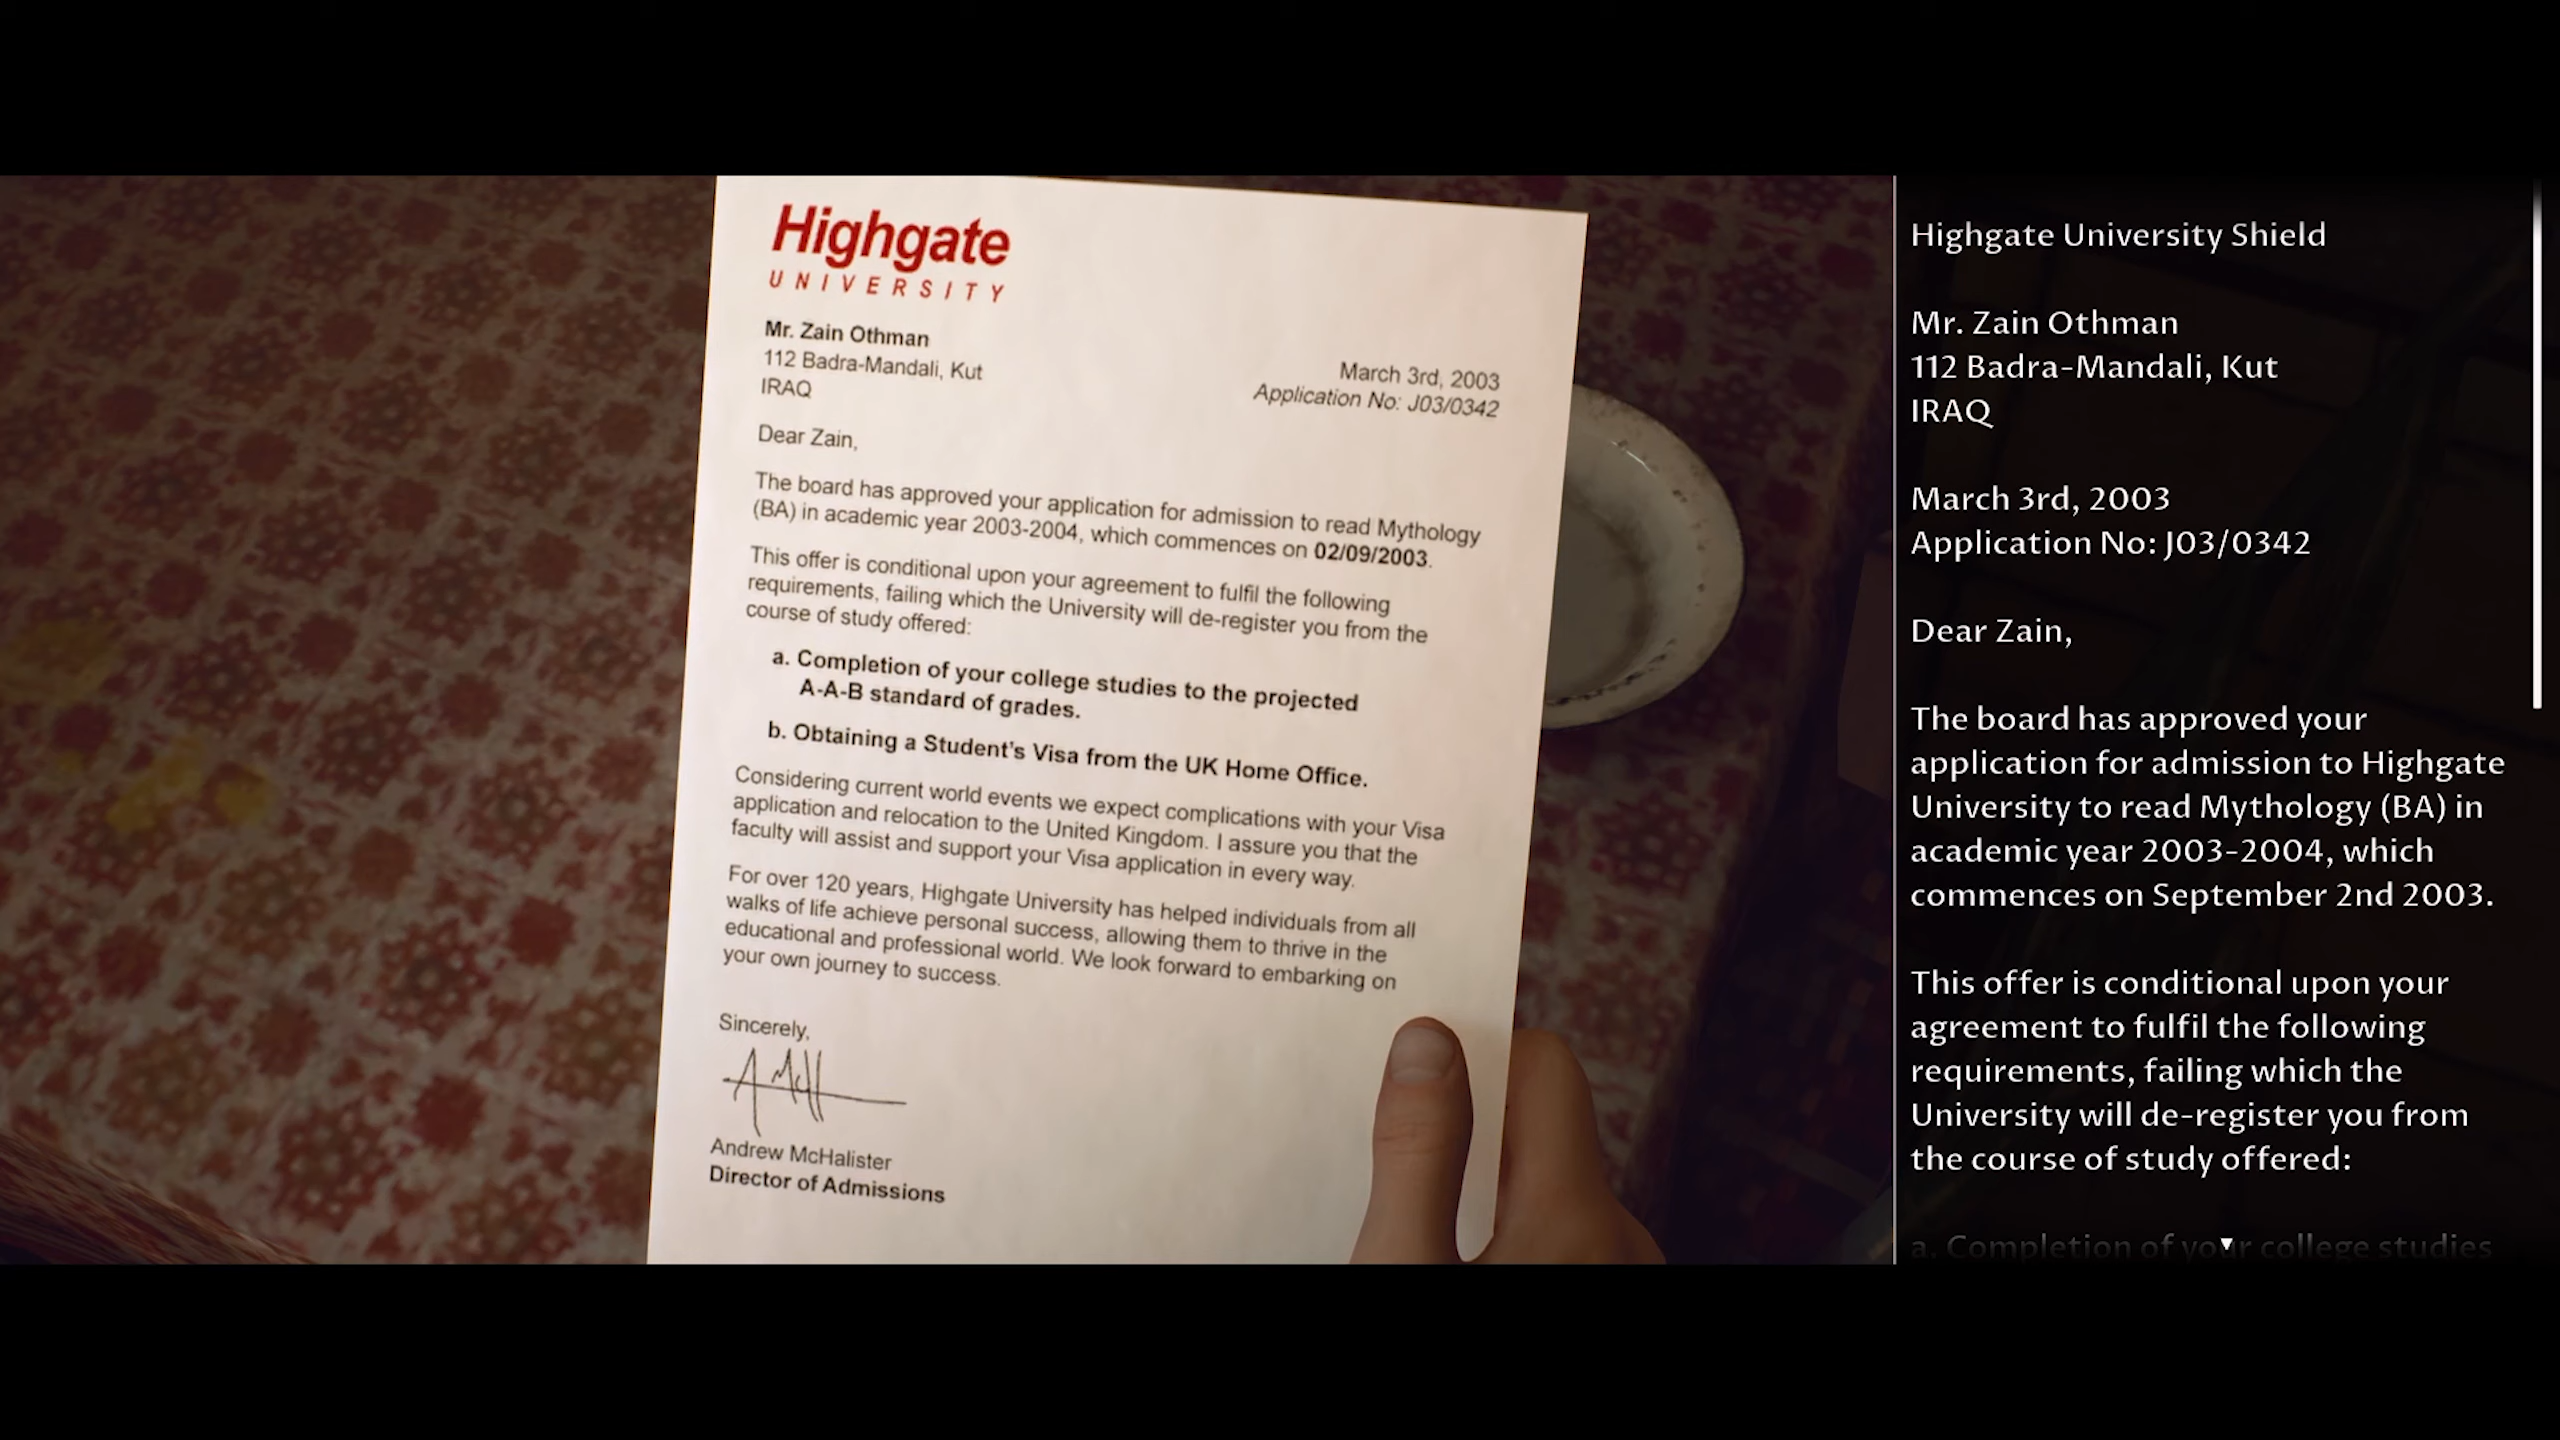 Highgate
UNIVERSITY
Mr. Zain Othman
112 Badra-Mandali, Kut
IRAQ
March 3rd, 2003
Application No: J03/0342
Dear Zain,
The board has approved your application for admission to read Mythology
(BA) in academic year 2003-2004, which commences on 02/09/2003.
This offer is conditional upon your agreement to fulfil the following
requirements, failing which the University will de-register you from the
course of study offered:
a. Completion of your college studies to the projected
A-A-B standard of grades.
b. Obtaining a Student's Visa from the UK Home Office.
Considering current world events we expect complications with your Visa
application and relocation to the United Kingdom. I assure you that the
faculty will assist and support your Visa application in every way.
For over 120 years, Highgate University has helped individuals from all
walks of life achieve personal success, allowing them to thrive in the
educational and professional world. We look forward to embarking on
your own journey to success.
Sincerely,
Andrew McHalister
Director of Admissions
Highgate University Shield
Mr. Zain Othman
112 Badra-Mandali, Kut
IRAQ
March 3rd, 2003
Application No: J03/0342
Dear Zain,
The board has approved your
application for admission to Highgate
University to read Mythology (BA) in
academic year 2003-2004, which
commences on September 2nd 2003.
This offer is conditional upon your
agreement to fulfil the following
requirements, failing which the
University will de-register you from
the course of study offered:
a. Completion of your college studies